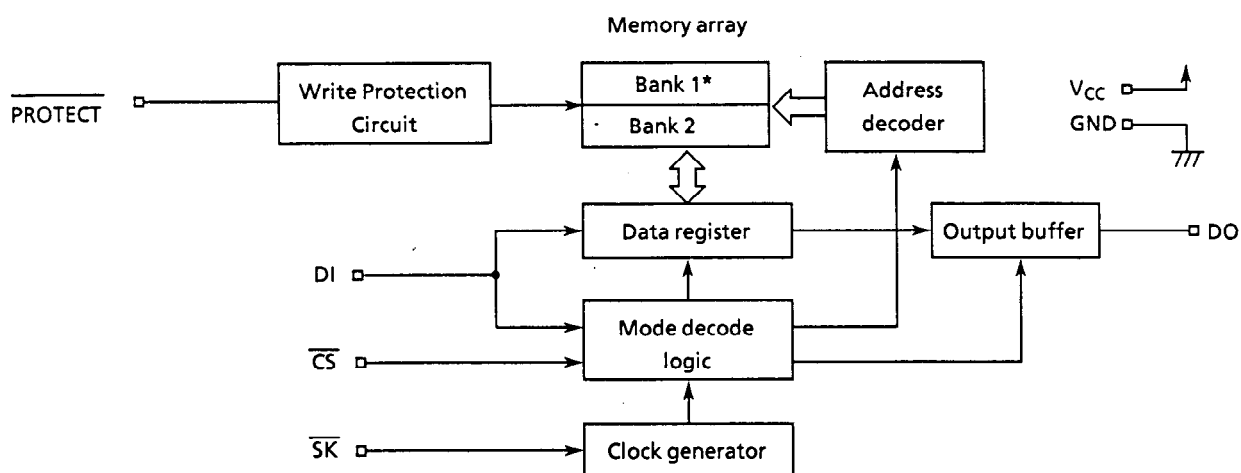 Memory array
PROTECT
Write Protection
Circuit
Bank 1*
Bank 2
Address
decoder
VCC
GND
Data register
Output buffer
DO
DI
Mode decode
logic
CS
SK
Clock generator